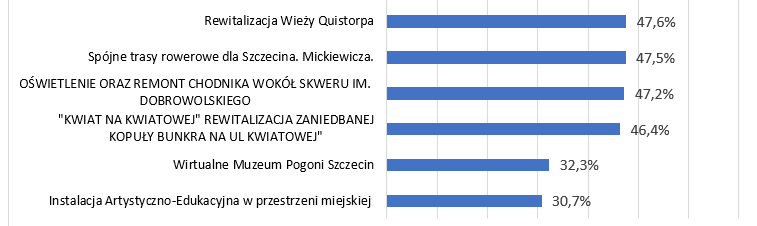 Rewitalizacja Wieży Quistorpa 47,6%
Spójne trasy rowerowe dla Szczecina. Mickiewicza. 47,5%
OŚWIETLENIE ORAZ REMONT CHODNIKA WOKÓŁ SKWERU IM.
DOBROWOLSKIEGO 47,2%
"KWIAT NA KWIATOWEJ" REWITALIZACJA ZANIEDBANEJ
KOPUŁY BUNKRA NA UL KWIATOWEJ" 46,4%
Wirtualne Muzeum Pogoni Szczecin 32,3%
Instalacja Artystyczno-Edukacyjna w przestrzeni miejskiej 30,7%